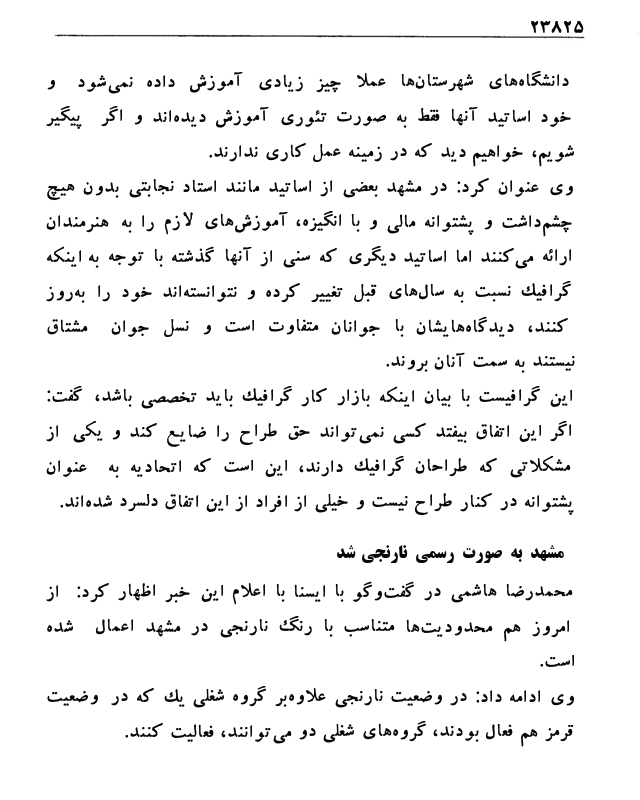 ۲۳۸۲۵
دانشگاه‌های شهرستان‌ها عملا چیز زیادی آموزش داده نمی‌شود و
خود اساتید آنها فقط به صورت تئوری آموزش دیده‌اند و اگر پیگیر
شویم، خواهیم دید که در زمینه عمل کاری ندارند.
وی عنوان کرد: در مشهد بعضی از اساتید مانند استاد نجابتی بدون هیچ
چشم‌داشت و پشتوانه مالی و با انگیزه، آموزش‌های لازم را به هنرمندان
ارائه می‌کنند اما اساتید دیگری که سنی از آنها گذشته با توجه به اینکه
گرافیك نسبت به سال‌های قبل تغییر کرده و نتوانسته‌اند خود را به‌روز
کنند، دیدگاه‌هایشان با جوانان متفاوت است و نسل جوان مشتاق
نیستند به سمت آنان بروند.
این گرافیست با بیان اینکه بازار کار گرافیك باید تخصصی باشد، گفت:
اگر این اتفاق بیفتد کسی نمی‌تواند حق طراح را ضایع کند و یکی از
مشکلاتی که طراحان گرافیك دارند، این است که اتحادیه به عنوان
پشتوانه در کنار طراح نیست و خیلی از افراد از این اتفاق دلسرد شده‌اند.
مشهد به صورت رسمی نارنجی شد
محمدرضا هاشمی در گفت‌وگو با ایسنا با اعلام این خبر اظهار کرد: از
امروز هم محدودیت‌ها متناسب با رنگ نارنجی در مشهد اعمال شده
است.
وی ادامه داد: در وضعیت نارنجی علاوه‌بر گروه شغلی یك که در وضعیت
قرمز هم فعال بودند، گروه‌های شغلی دو می‌توانند، فعالیت کنند.